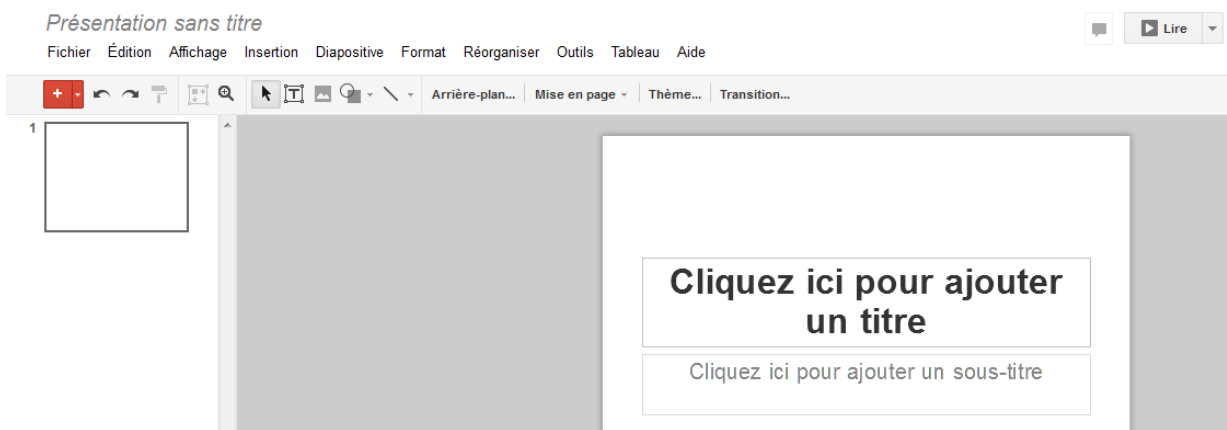 Présentation sans titre
Lire
Fichier Édition Affichage Insertion Diapositive Format Réorganiser Outils Tableau Aide
+ T Arrière-plan... Mise en page Thème... Transition...
1
Cliquez ici pour ajouter
un titre
Cliquez ici pour ajouter un sous-titre